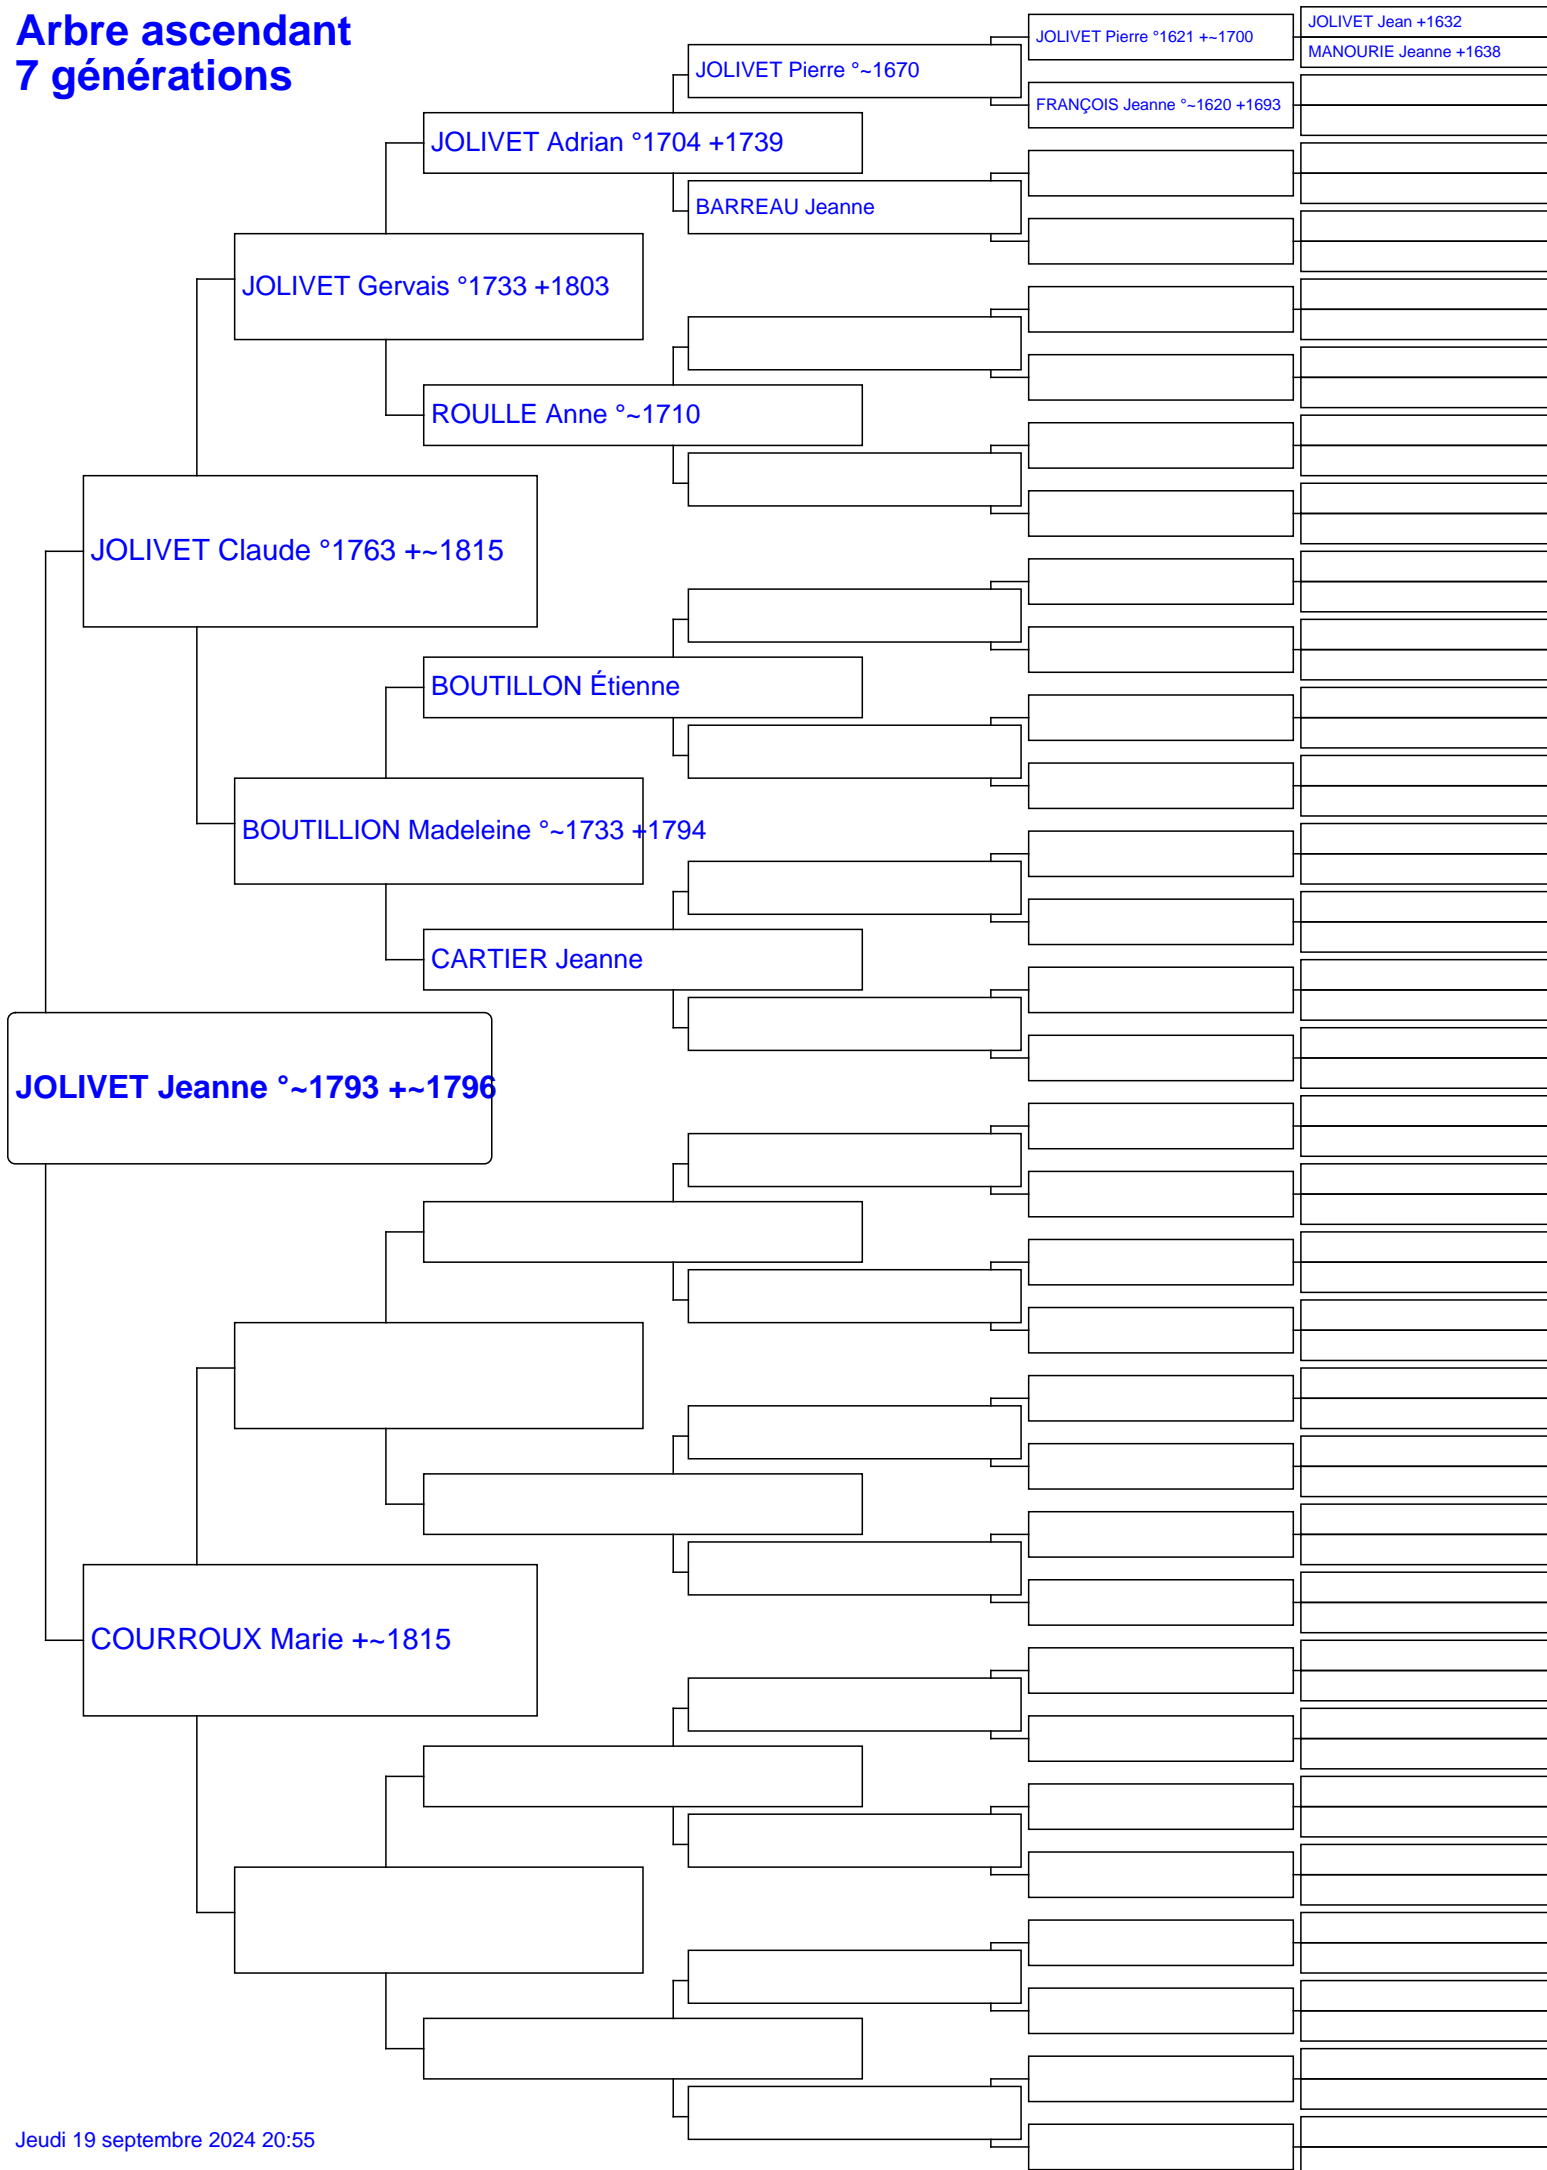 Arbre ascendant
7 générations
JOLIVET Jean +1632
JOLIVET Pierre °1621 +~1700
MANOURIE Jeanne +1638
JOLIVET Pierre °~1670
FRANÇOIS Jeanne °~1620 +1693
JOLIVET Adrian °1704 +1739
BARREAU Jeanne
JOLIVET Gervais °1733 +1803
ROULLE Anne °~1710
JOLIVET Claude °1763 +~1815
BOUTILLON Étienne
BOUTILLION Madeleine °~1733 +1794
CARTIER Jeanne
JOLIVET Jeanne °~1793 +~1796
COURROUX Marie +~1815
Jeudi 19 septembre 2024 20:55